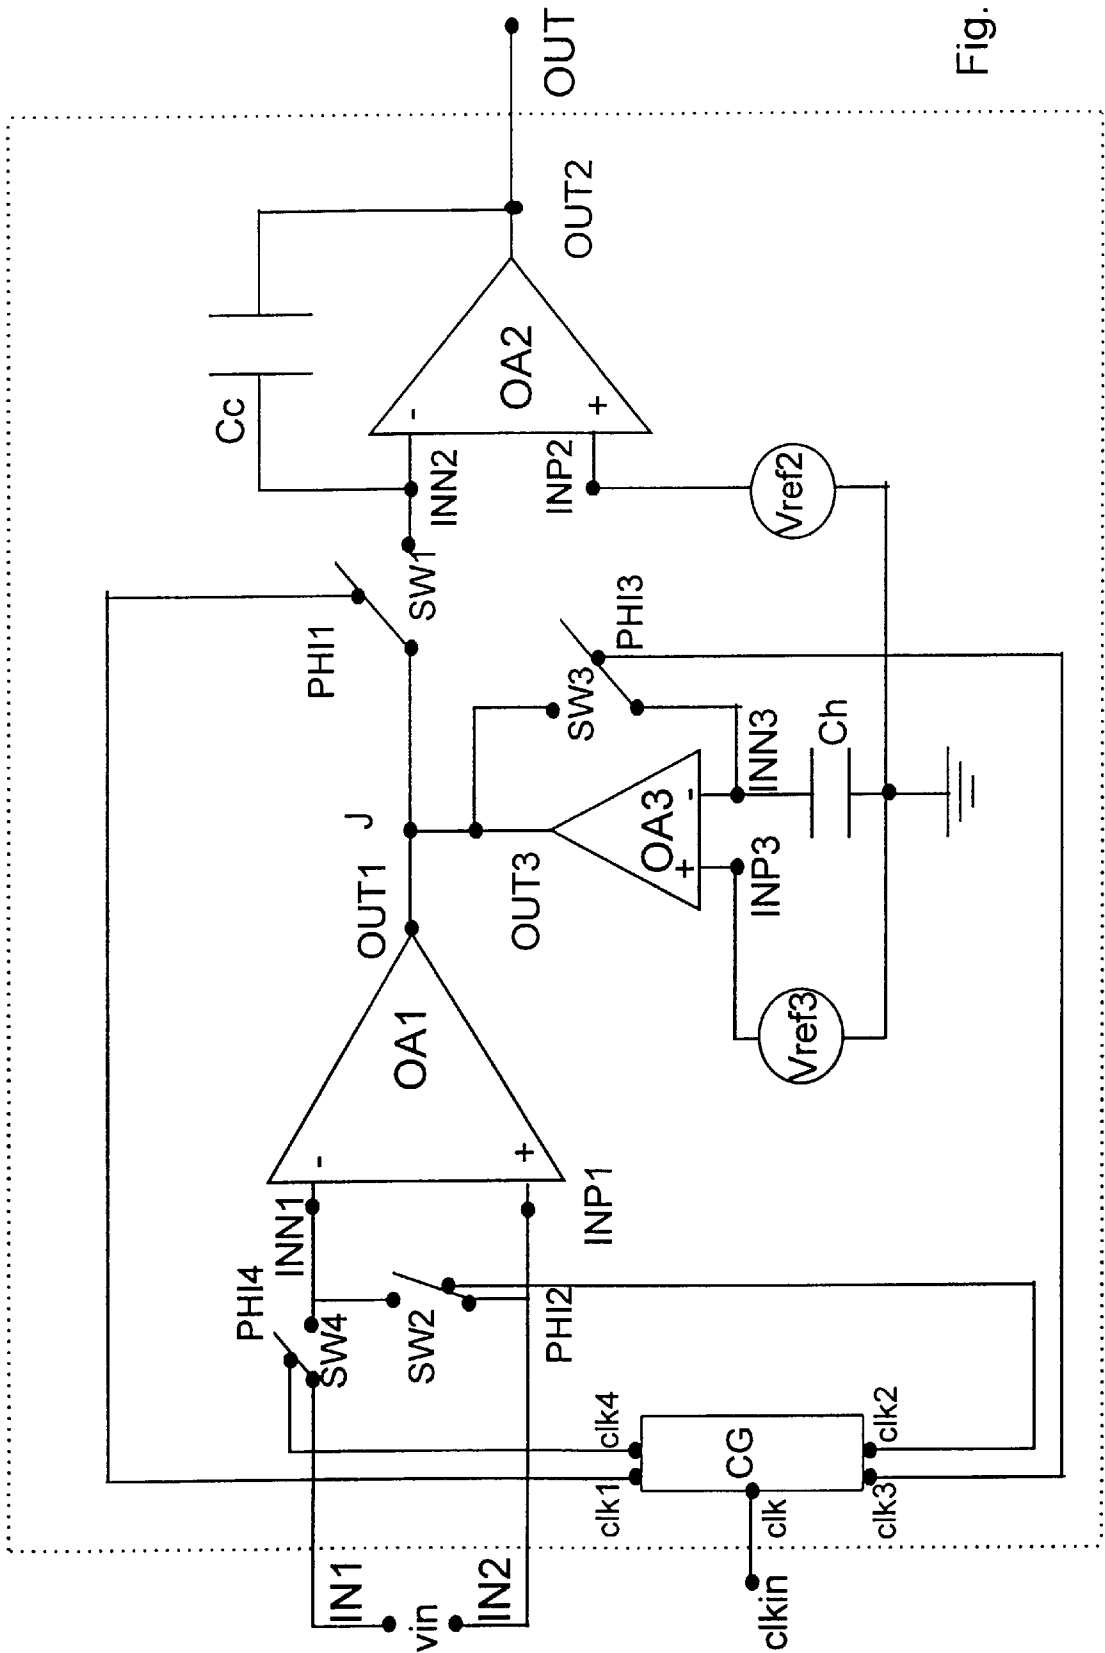 Fig.
OUT
OUT2
Cc
OA2
-
+
INN2
INP2
Vref2
SW1
PHI1
PHI3
SW3
J
OUT1
OUT3
OA3
-
+
INN3
INP3
Ch
Vref3
OA1
-
+
INN1
INP1
PHI4
SW4
SW2
PHI2
clk4
clk1
CG
clk
clk2
clk3
IN1
vin
IN2
clkin